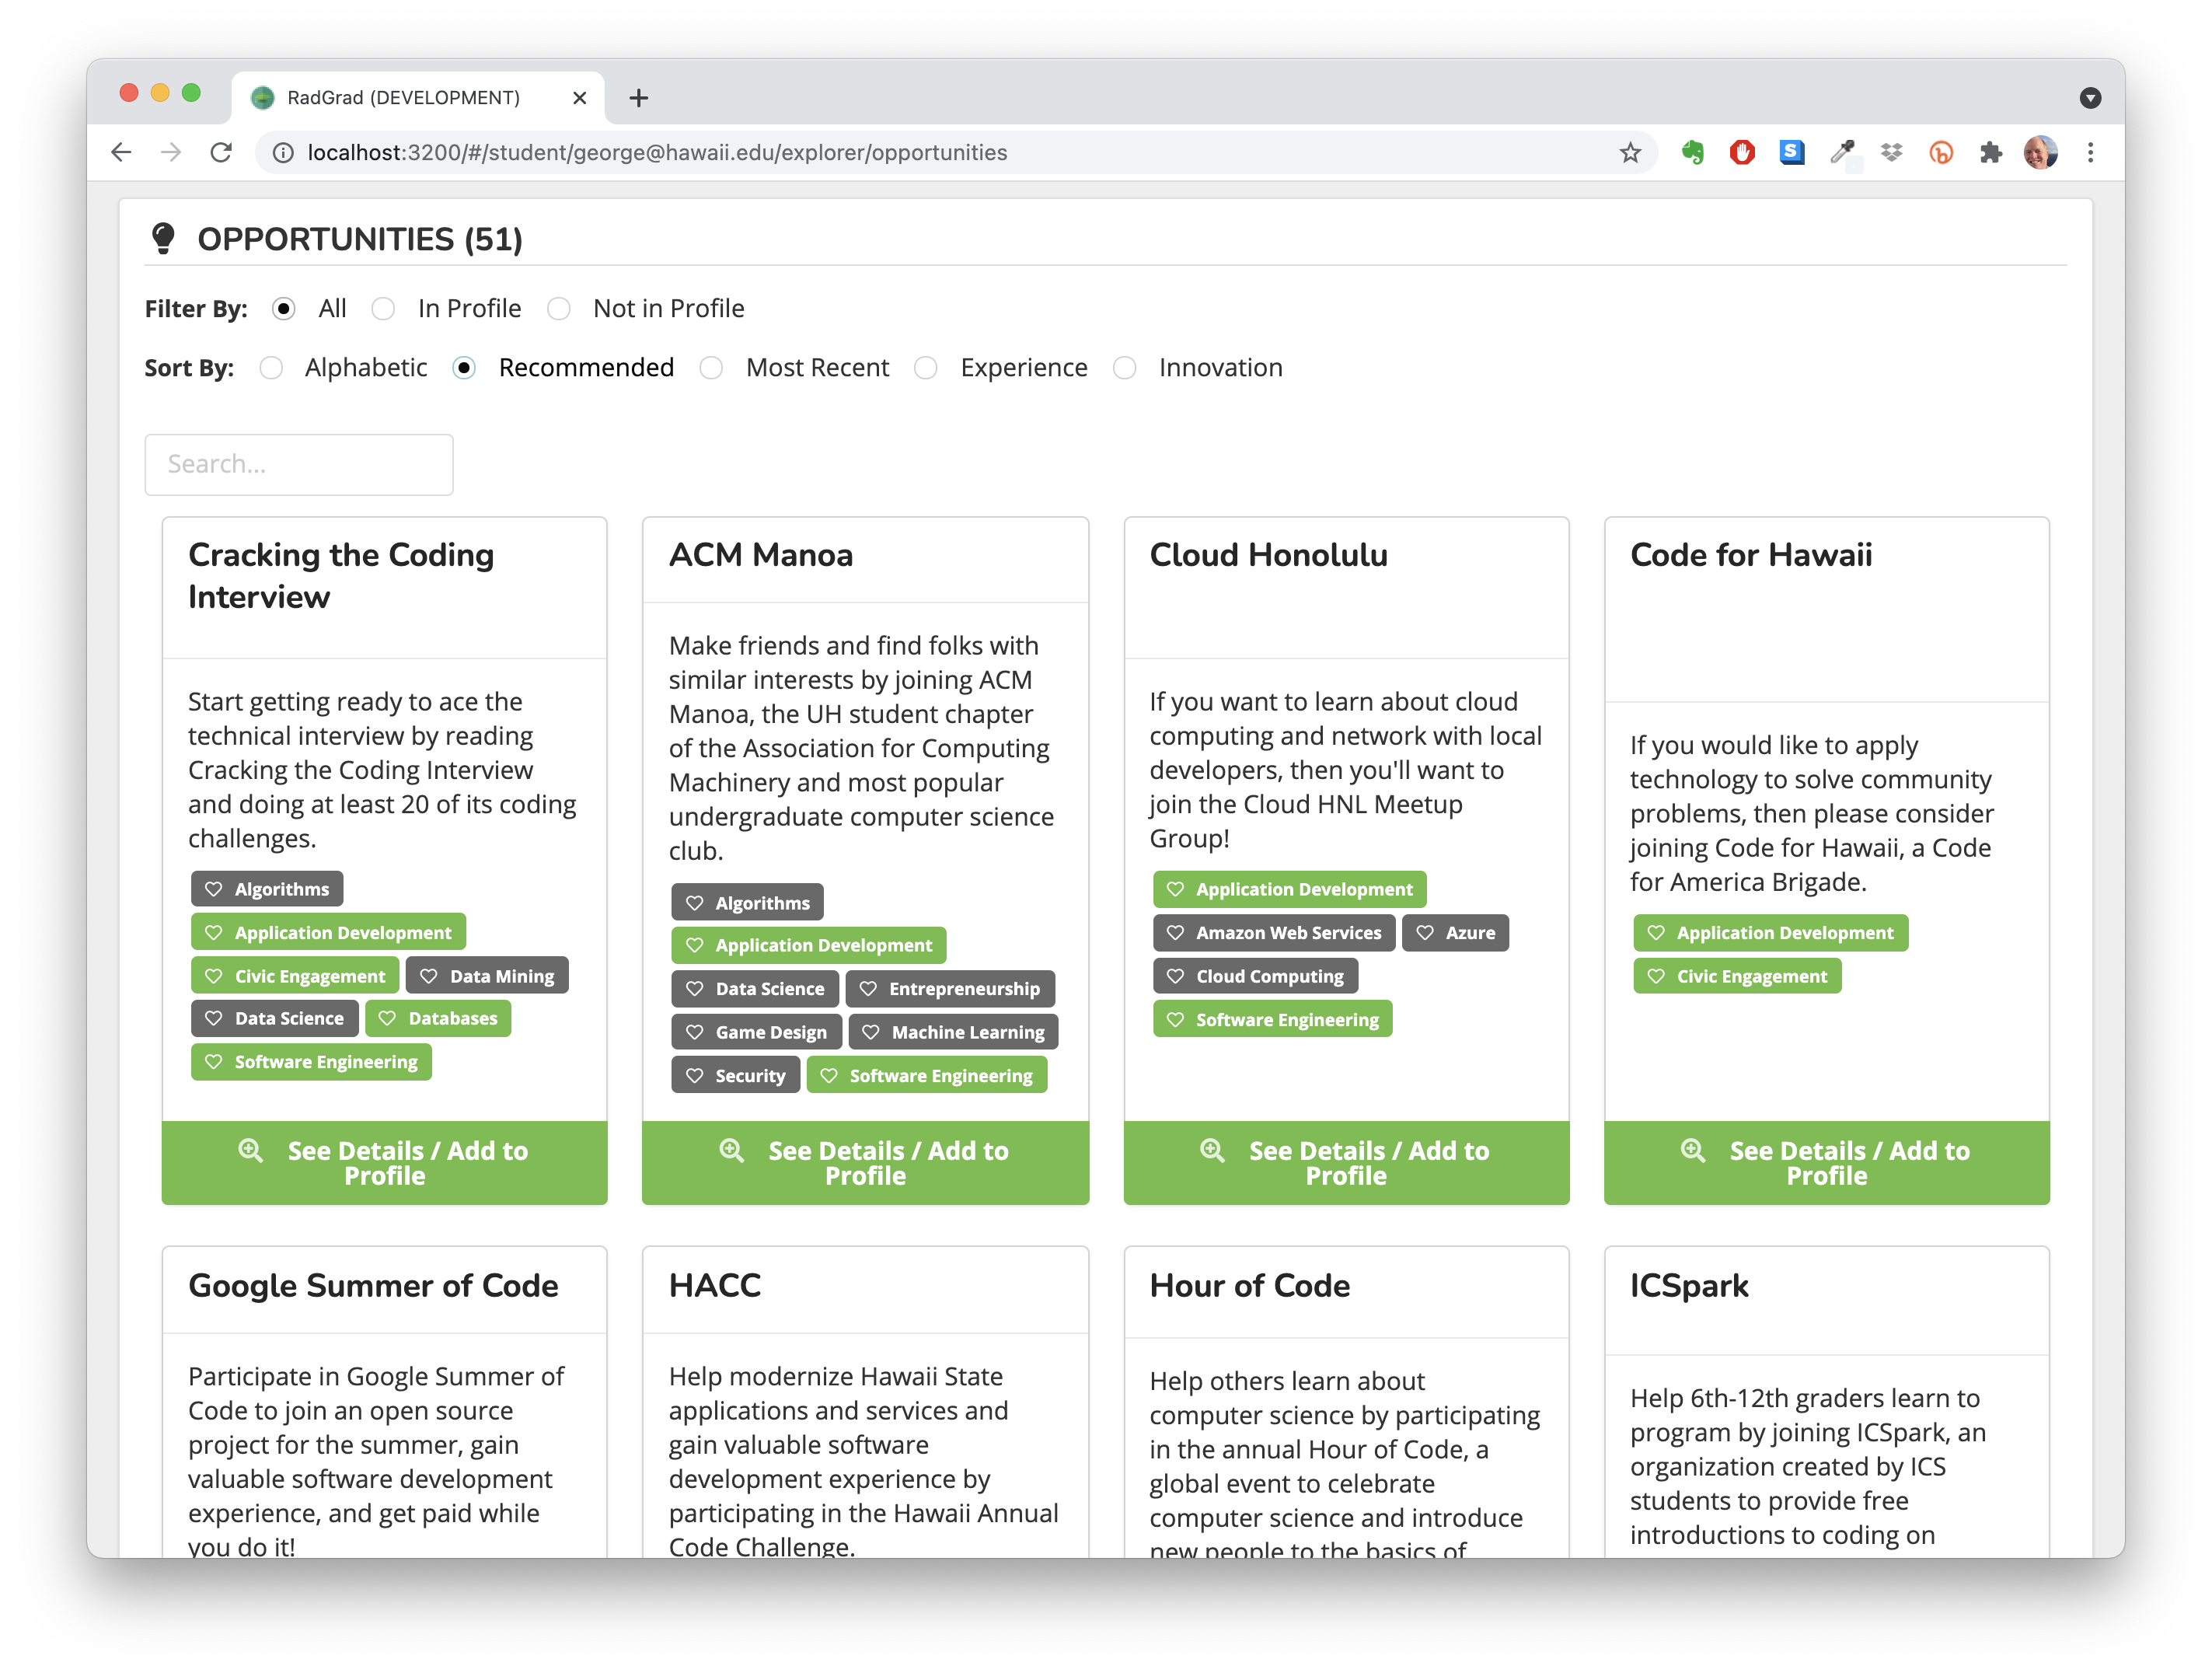 RadGrad (DEVELOPMENT)
localhost:3200/#/student/george@hawaii.edu/explorer/opportunities
OPPORTUNITIES (51)
Filter By: All In Profile Not in Profile
Sort By: Alphabetic Recommended Most Recent Experience Innovation
Search...
Cracking the Coding
Interview
Start getting ready to ace the
technical interview by reading
Cracking the Coding Interview
and doing at least 20 of its coding
challenges.
Algorithms
Application Development
Civic Engagement Data Mining
Data Science Databases
Software Engineering
See Details / Add to
Profile
ACM Manoa
Make friends and find folks with
similar interests by joining ACM
Manoa, the UH student chapter
of the Association for Computing
Machinery and most popular
undergraduate computer science
club.
Algorithms
Application Development
Data Science Entrepreneurship
Game Design Machine Learning
Security Software Engineering
See Details / Add to
Profile
Cloud Honolulu
If you want to learn about cloud
computing and network with local
developers, then you'll want to
join the Cloud HNL Meetup
Group!
Application Development
Amazon Web Services Azure
Cloud Computing
Software Engineering
See Details / Add to
Profile
Code for Hawaii
If you would like to apply
technology to solve community
problems, then please consider
joining Code for Hawaii, a Code
for America Brigade.
Application Development
Civic Engagement
See Details / Add to
Profile
Google Summer of Code
Participate in Google Summer of
Code to join an open source
project for the summer, gain
valuable software development
experience, and get paid while
you do it!
HACC
Help modernize Hawaii State
applications and services and
gain valuable software
development experience by
participating in the Hawaii Annual
Code Challenge.
Hour of Code
Help others learn about
computer science by participating
in the annual Hour of Code, a
global event to celebrate
computer science and introduce
new people to the basics of
ICSpark
Help 6th-12th graders learn to
program by joining ICSpark, an
organization created by ICS
students to provide free
introductions to coding on